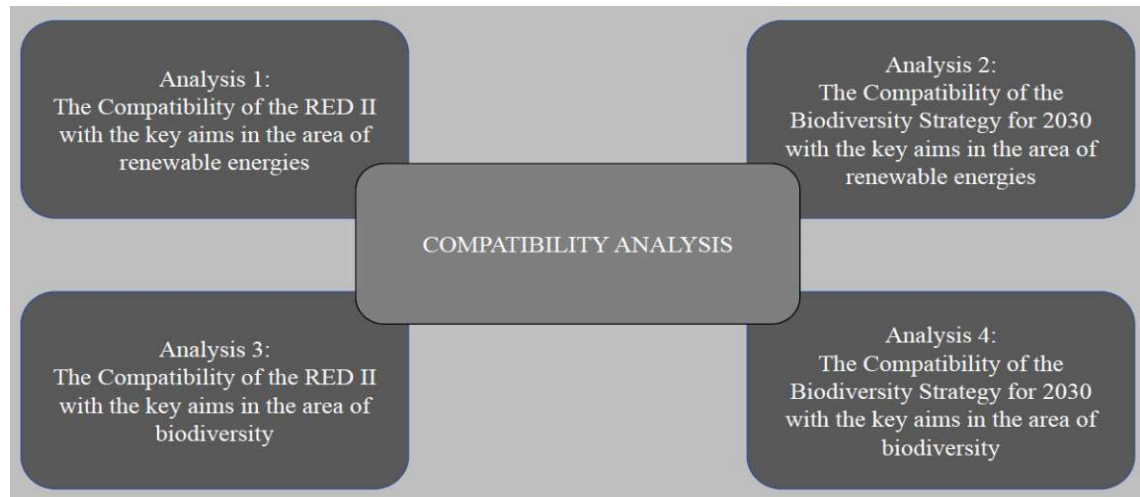 Analysis 1:
The Compatibility of the RED II
with the key aims in the area of
renewable energies
Analysis 2:
The Compatibility of the
Biodiversity Strategy for 2030
with the key aims in the area of
renewable energies
COMPATIBILITY ANALYSIS
Analysis 3:
The Compatibility of the RED II
with the key aims in the area of
biodiversity
Analysis 4:
The Compatibility of the
Biodiversity Strategy for 2030
with the key aims in the area of
biodiversity